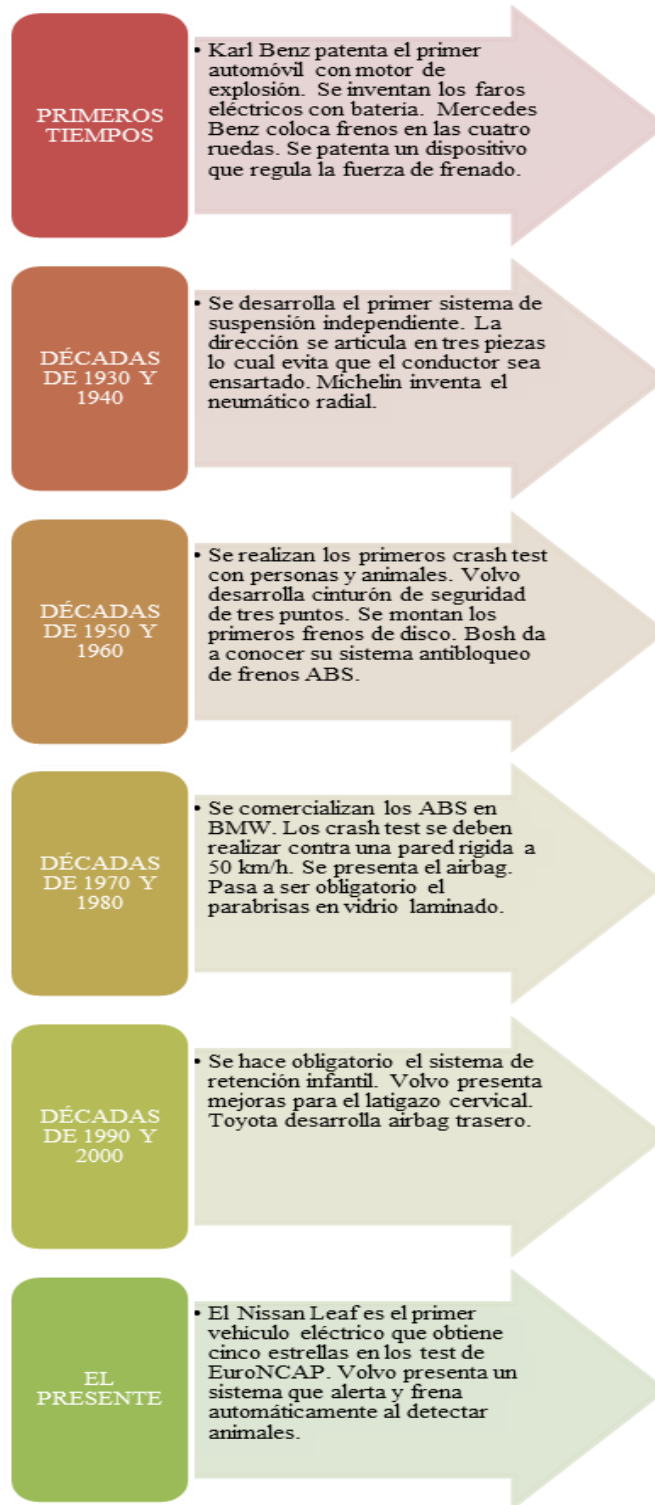 PRIMEROS
TIEMPOS
• Karl Benz patenta el primer
automóvil con motor de
explosión. Se inventan los faros
eléctricos con batería. Mercedes
Benz coloca frenos en las cuatro
ruedas. Se patenta un dispositivo
que regula la fuerza de frenado.
DÉCADAS
DE 1930 Y
1940
• Se desarrolla el primer sistema de
suspensión independiente. La
dirección se articula en tres piezas
lo cual evita que el conductor sea
ensartado. Michelin inventa el
neumático radial.
DÉCADAS
DE 1950 Y
1960
• Se realizan los primeros crash test
con personas y animales. Volvo
desarrolla cinturón de seguridad
de tres puntos. Se montan los
primeros frenos de disco. Bosh da
a conocer su sistema antibloqueo
de frenos ABS.
DÉCADAS
DE 1970 Y
1980
• Se comercializan los ABS en
BMW. Los crash test se deben
realizar contra una pared rígida a
50 km/h. Se presenta el airbag.
Pasa a ser obligatorio el
parabrisas en vidrio laminado.
DÉCADAS
DE 1990 Y
2000
• Se hace obligatorio el sistema de
retención infantil. Volvo presenta
mejoras para el latigazo cervical.
Toyota desarrolla airbag trasero.
EL
PRESENTE
• El Nissan Leaf es el primer
vehículo eléctrico que obtiene
cinco estrellas en los test de
EuroNCAP. Volvo presenta un
sistema que alerta y frena
automáticamente al detectar
animales.